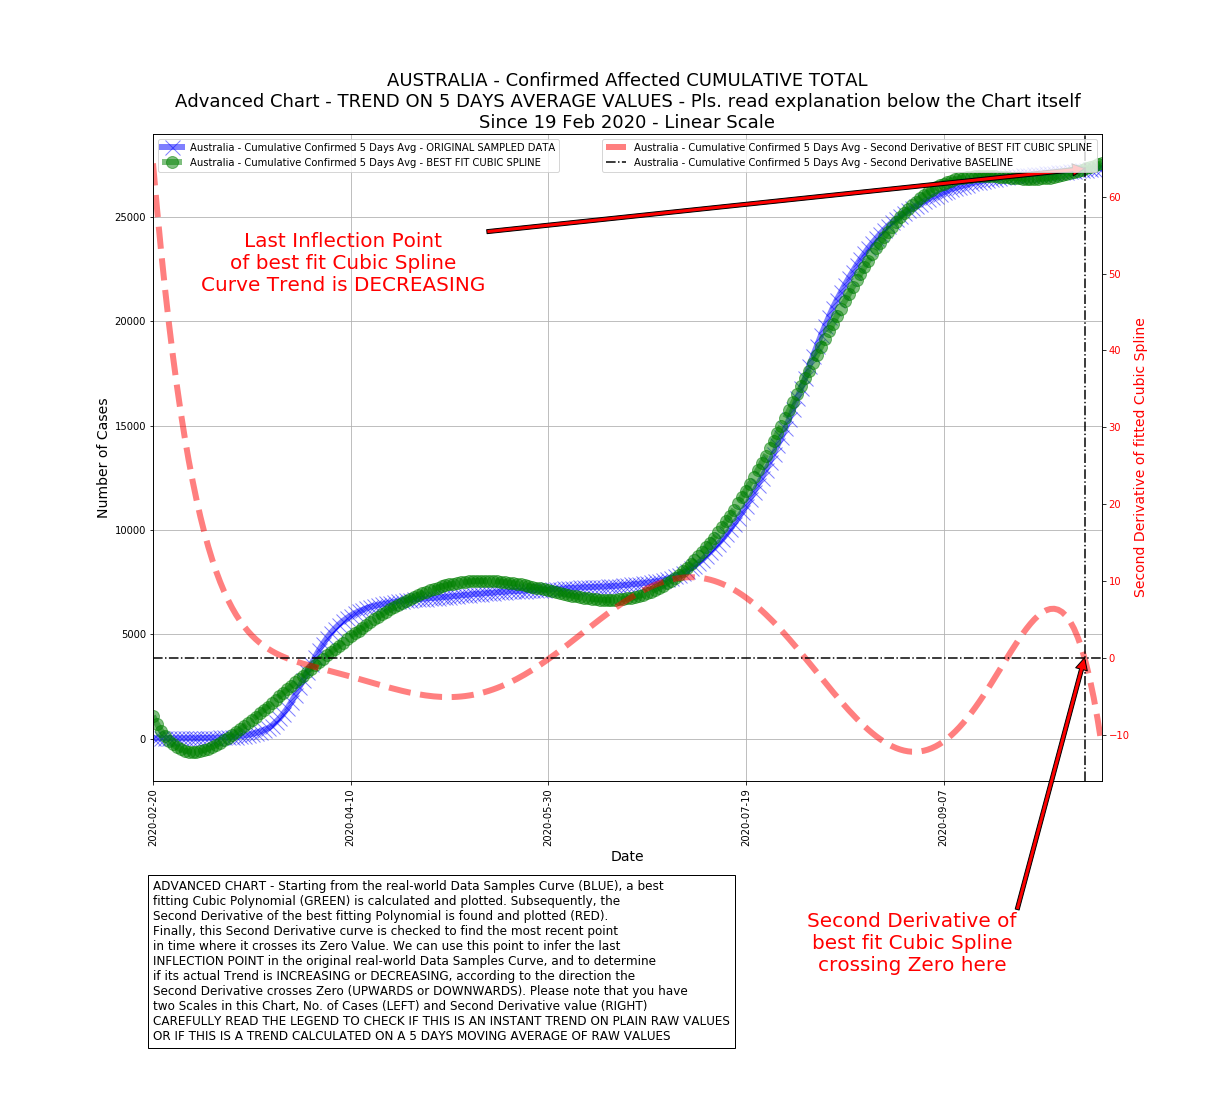 AUSTRALIA - Confirmed Affected CUMULATIVE TOTAL
Advanced Chart - TREND ON 5 DAYS AVERAGE VALUES - Pls. read explanation below the Chart itself
Since 19 Feb 2020 - Linear Scale
Australia - Cumulative Confirmed 5 Days Avg - ORIGINAL SAMPLED DATA
Australia - Cumulative Confirmed 5 Days Avg - BEST FIT CUBIC SPLINE
Australia - Cumulative Confirmed 5 Days Avg - Second Derivative of BEST FIT CUBIC SPLINE
Australia - Cumulative Confirmed 5 Days Avg - Second Derivative BASELINE
Last Inflection Point
of best fit Cubic Spline
Curve Trend is DECREASING
Number of Cases
25000
20000
15000
10000
5000
0
60
50
40
30
20
10
0
−10
Second Derivative of fitted Cubic Spline
2020-02-20
2020-04-10
2020-05-30
2020-07-19
2020-09-07
Date
ADVANCED CHART - Starting from the real-world Data Samples Curve (BLUE), a best
fitting Cubic Polynomial (GREEN) is calculated and plotted. Subsequently, the
Second Derivative of the best fitting Polynomial is found and plotted (RED).
Finally, this Second Derivative curve is checked to find the most recent point
in time where it crosses its Zero Value. We can use this point to infer the last
INFLECTION POINT in the original real-world Data Samples Curve, and to determine
if its actual Trend is INCREASING or DECREASING, according to the direction the
Second Derivative crosses Zero (UPWARDS or DOWNWARDS). Please note that you have
two Scales in this Chart, No. of Cases (LEFT) and Second Derivative value (RIGHT)
CAREFULLY READ THE LEGEND TO CHECK IF THIS IS AN INSTANT TREND ON PLAIN RAW VALUES
OR IF THIS IS A TREND CALCULATED ON A 5 DAYS MOVING AVERAGE OF RAW VALUES
Second Derivative of
best fit Cubic Spline
crossing Zero here